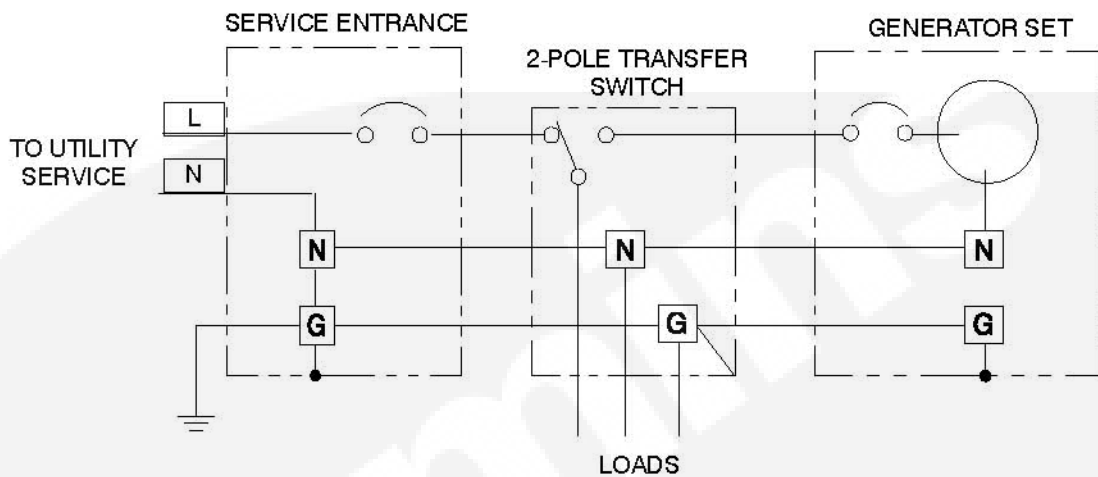 SERVICE ENTRANCE
GENERATOR SET
2-POLE TRANSFER
SWITCH
L
TO UTILITY
SERVICE
N
N
N
N
G
G
G
LOADS